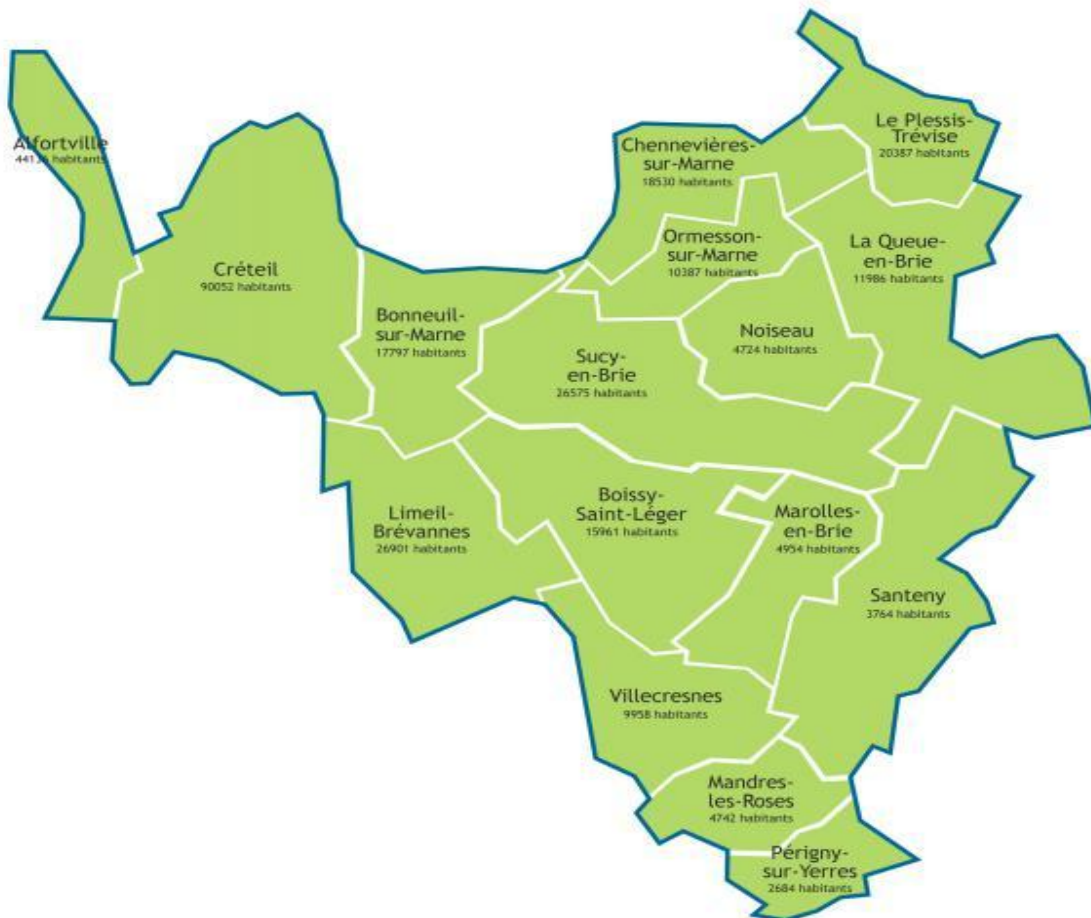 Alfortville
habitants
Créteil
90052 habitants
Bonneuil-
sur-Marne
17797 habitants
Chennevières-
sur-Marne
18530 habitants
Le Plessis-
Trévise
20387 habitants
Ormesson-
sur-Marne
10387 habitants
La Queue-
en-Brie
11986 habitants
Noiseau
4724 habitants
Sucy-
en-Brie
26575 habitants
Limeil-
Brévannes
26901 habitants
Boissy-
Saint-Léger
15961 habitants
Marolles-
en-Brie
4954 habitants
Santeny
3764 habitants
Villecresnes
9958 habitants
Mandres-
les-Roses
4742 habitants
Périgny-
sur-Yerres
2684 habitants